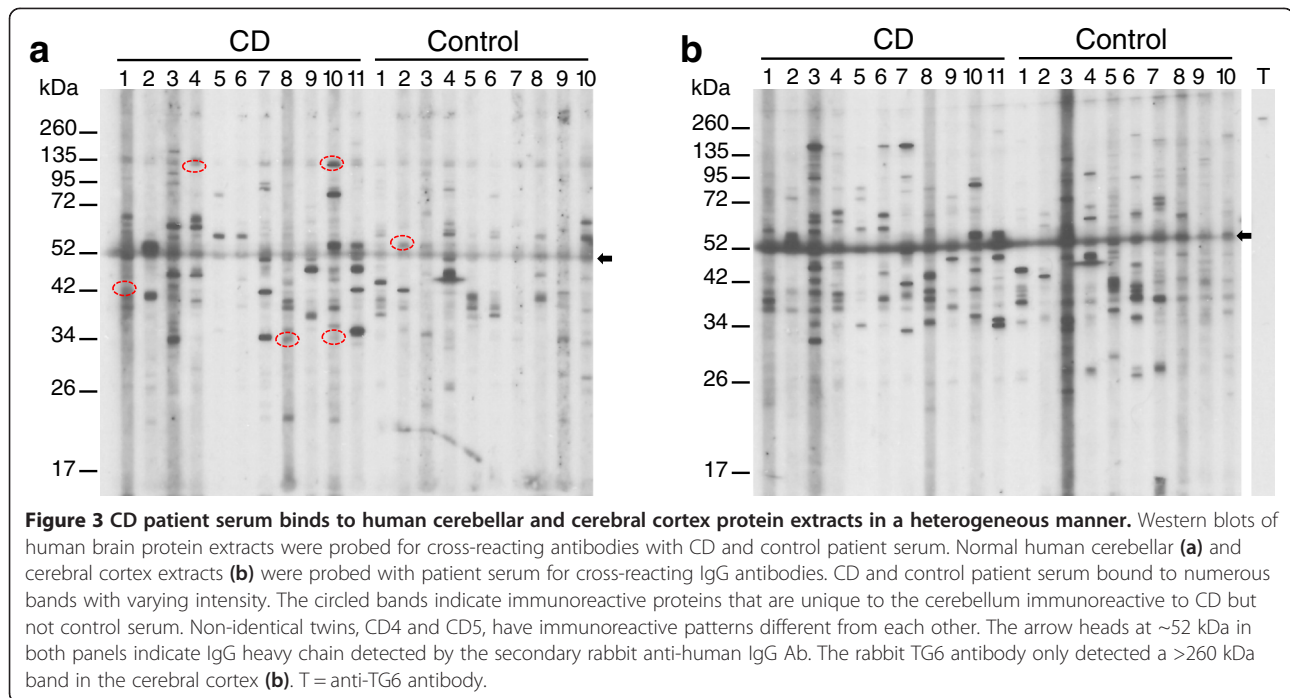 a
CD Control
1 2 3 4 5 6 7 8 9 10 11 1 2 3 4 5 6 7 8 9 10
kDa
260
135
95
72
52
42
34
26
17
b
CD Control
1 2 3 4 5 6 7 8 9 10 11 1 2 3 4 5 6 7 8 9 10 T
kDa
260
135
95
72
52
42
34
26
17
Figure 3 CD patient serum binds to human cerebellar and cerebral cortex protein extracts in a heterogeneous manner. Western blots of
human brain protein extracts were probed for cross-reacting antibodies with CD and control patient serum. Normal human cerebellar (a) and
cerebral cortex extracts (b) were probed with patient serum for cross-reacting IgG antibodies. CD and control patient serum bound to numerous
bands with varying intensity. The circled bands indicate immunoreactive proteins that are unique to the cerebellum immunoreactive to CD but
not control serum. Non-identical twins, CD4 and CD5, have immunoreactive patterns different from each other. The arrow heads at ~52 kDa in
both panels indicate IgG heavy chain detected by the secondary rabbit anti-human IgG Ab. The rabbit TG6 antibody only detected a >260 kDa
band in the cerebral cortex (b). T = anti-TG6 antibody.